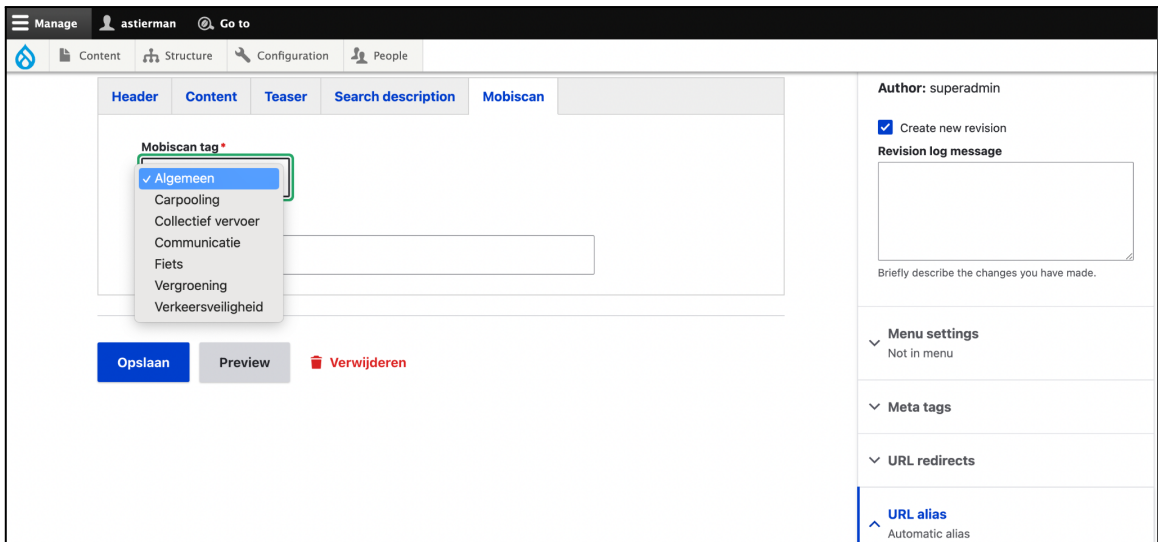 Manage astierman Go to
Content Structure Configuration People
Header Content Teaser Search description Mobiscan
Mobiscan tag *
Algemeen
Carpooling
Collectief vervoer
Communicatie
Fiets
Vergroening
Verkeersveiligheid
Opslaan Preview Verwijderen
Author: superadmin
Create new revision
Revision log message
Briefly describe the changes you have made.
Menu settings
Not in menu
Meta tags
URL redirects
URL alias
Automatic alias